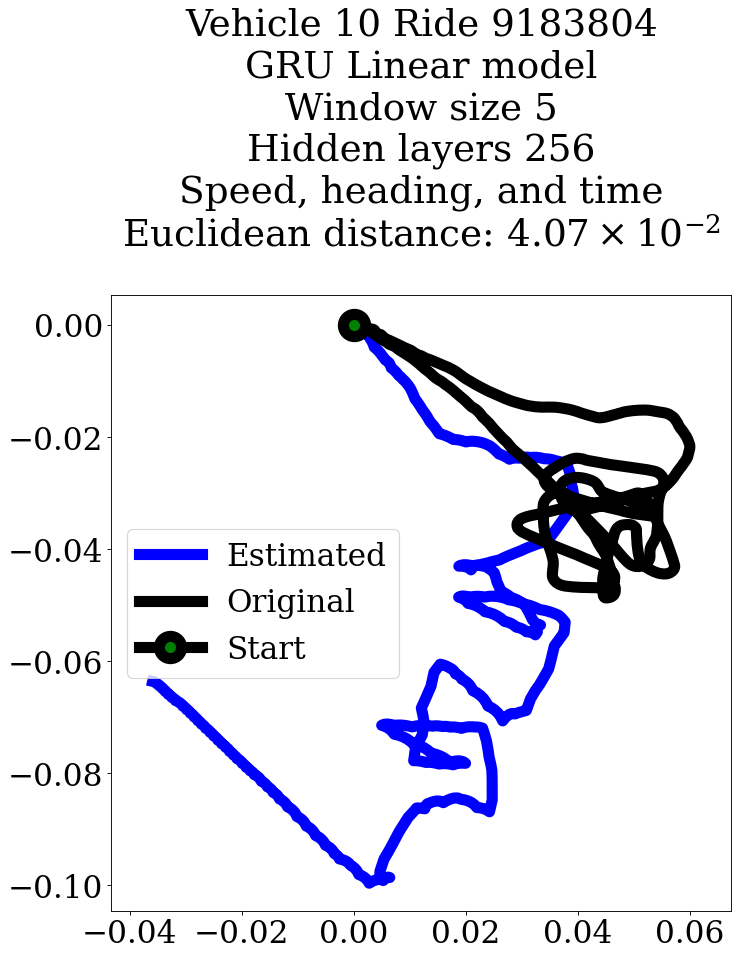 Vehicle 10 Ride 9183804
GRU Linear model
Window size 5
Hidden layers 256
Speed, heading, and time
Euclidean distance: 4.07 × 10⁻²
0.00
−0.02
−0.04
−0.06
−0.08
−0.10
Estimated
Original
Start
−0.04 −0.02 0.00 0.02 0.04 0.06